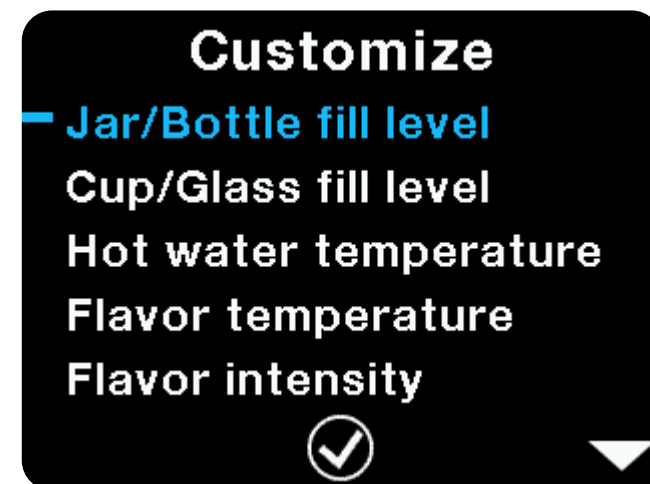 Customize
Jar/Bottle fill level
Cup/Glass fill level
Hot water temperature
Flavor temperature
Flavor intensity